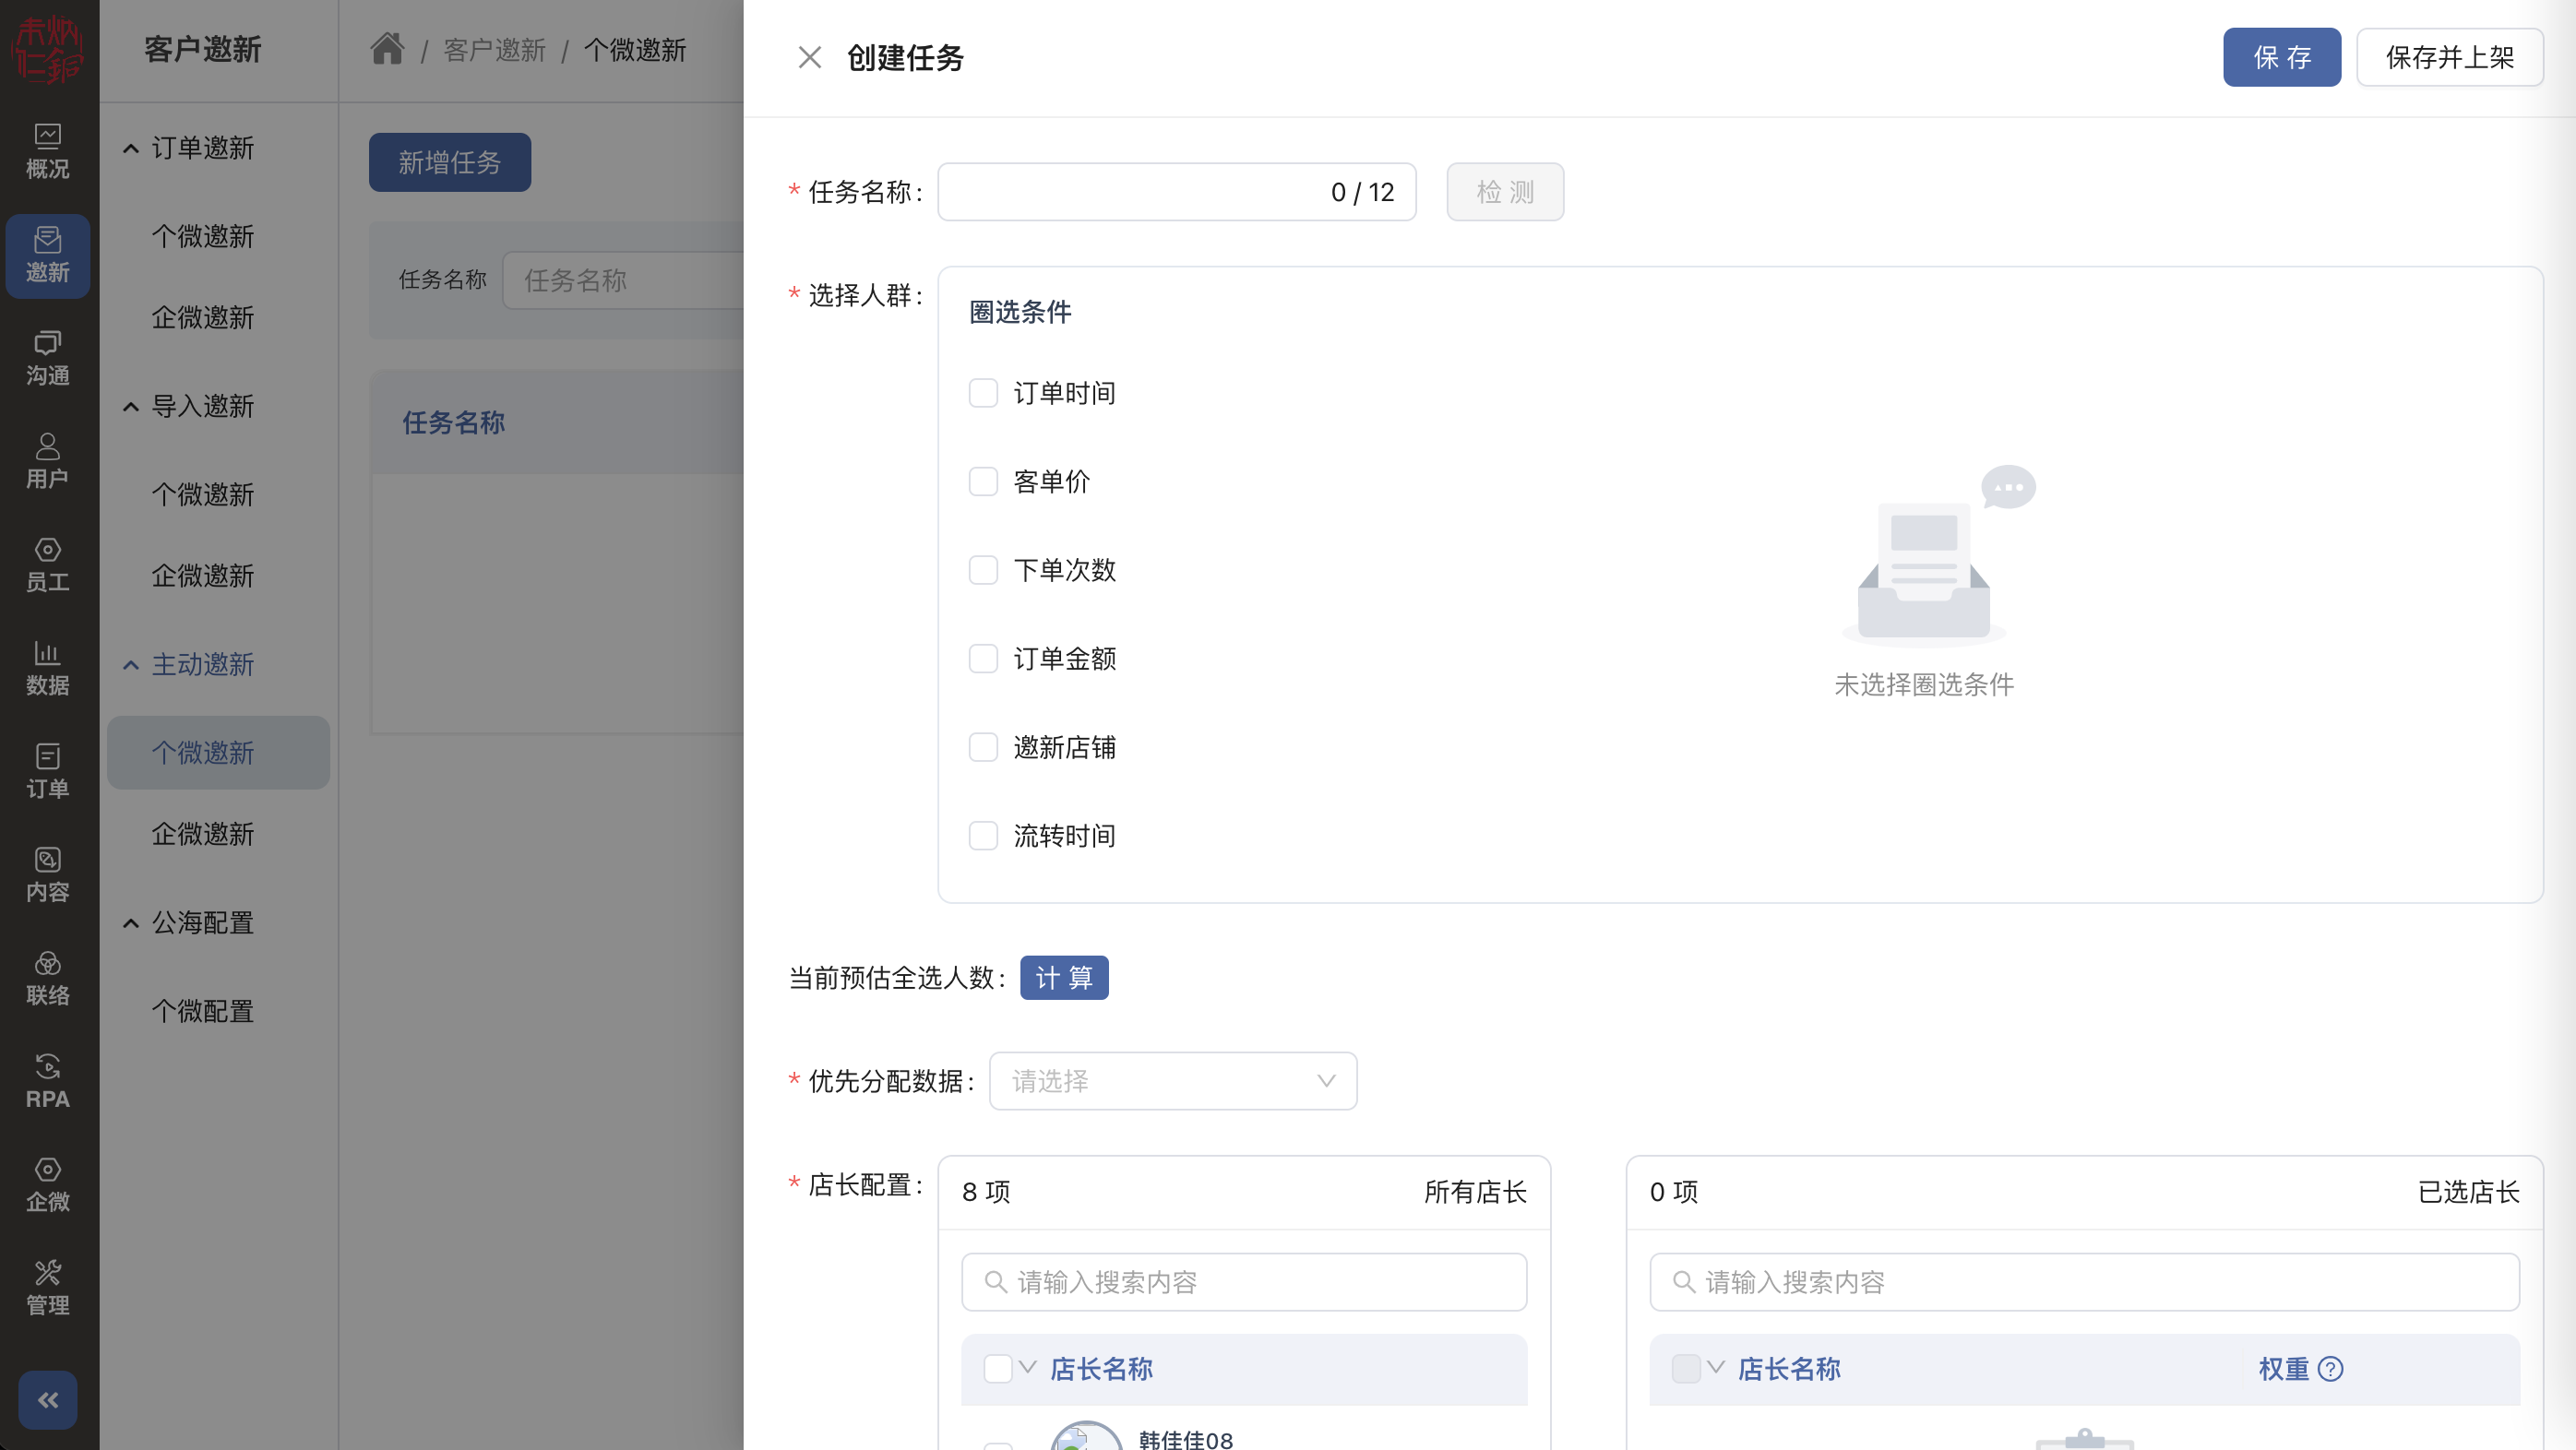 未炳
仁銘
概况
邀新
沟通
用户
员工
数据
订单
内容
联络
RPA
企微
管理
客户邀新
订单邀新
个微邀新
企微邀新
导入邀新
个微邀新
企微邀新
主动邀新
个微邀新
企微邀新
公海配置
个微配置
/ 客户邀新 / 个微邀新
新增任务
任务名称 任务名称
任务名称
创建任务
保 存 保存并上架
* 任务名称: 0 / 12 检 测
* 选择人群:
圈选条件
订单时间
客单价
下单次数
订单金额
邀新店铺
流转时间
未选择圈选条件
当前预估全选人数: 计 算
* 优先分配数据: 请选择
* 店长配置:
8 项 所有店长
请输入搜索内容
店长名称
韩佳佳08
0 项 已选店长
请输入搜索内容
店长名称 权重